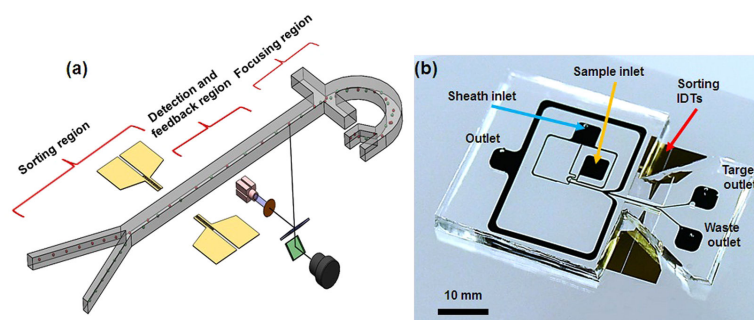 (a)
Sorting region
Detection and
feedback region
Focusing region
(b)
Sample inlet
Sheath inlet
Sorting
IDTs
Outlet
Target
outlet
Waste
outlet
10 mm